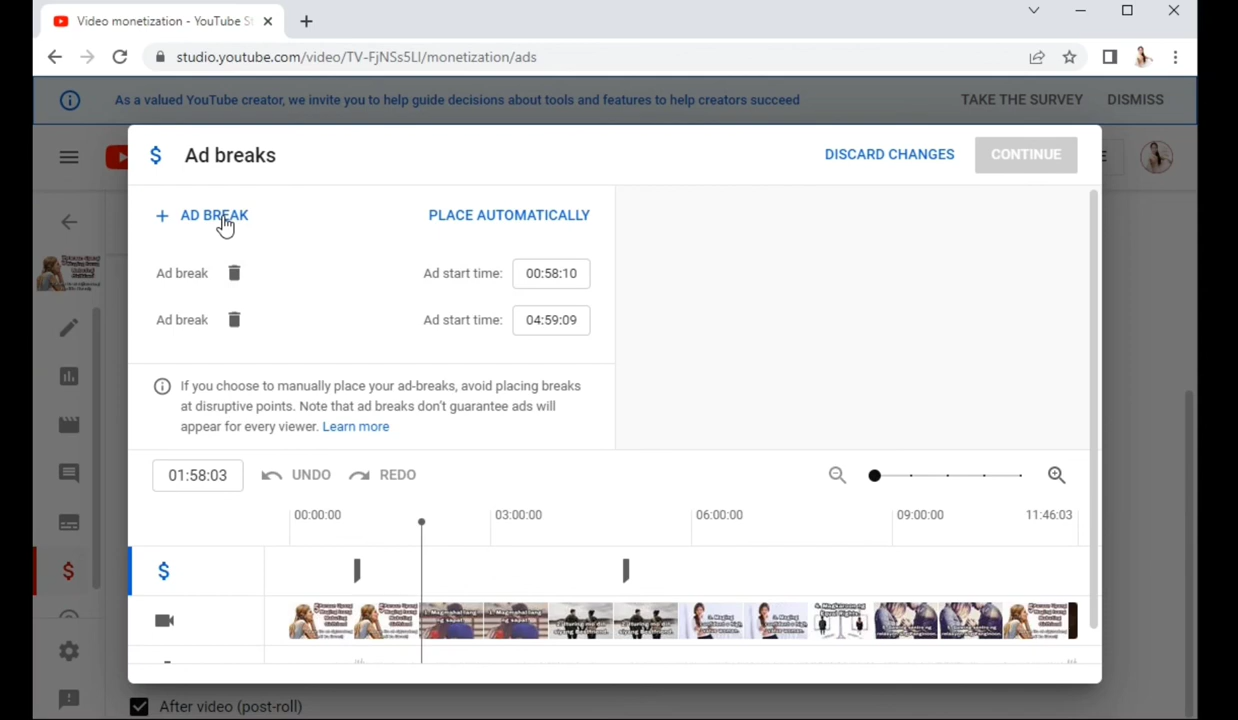 Video monetization - YouTube S
studio.youtube.com/video/TV-FjNSs5LI/monetization/ads
As a valued YouTube creator, we invite you to help guide decisions about tools and features to help creators succeed
TAKE THE SURVEY
DISMISS
$ Ad breaks
DISCARD CHANGES
CONTINUE
E
+ AD BREAK
PLACE AUTOMATICALLY
Ad break
Ad start time: 00:58:10
Ad break
Ad start time: 04:59:09
If you choose to manually place your ad-breaks, avoid placing breaks
at disruptive points. Note that ad breaks don't guarantee ads will
appear for every viewer. Learn more
01:58:03
UNDO
REDO
00:00:00
03:00:00
06:00:00
09:00:00
11:46:03
$
$
After video (post-roll)